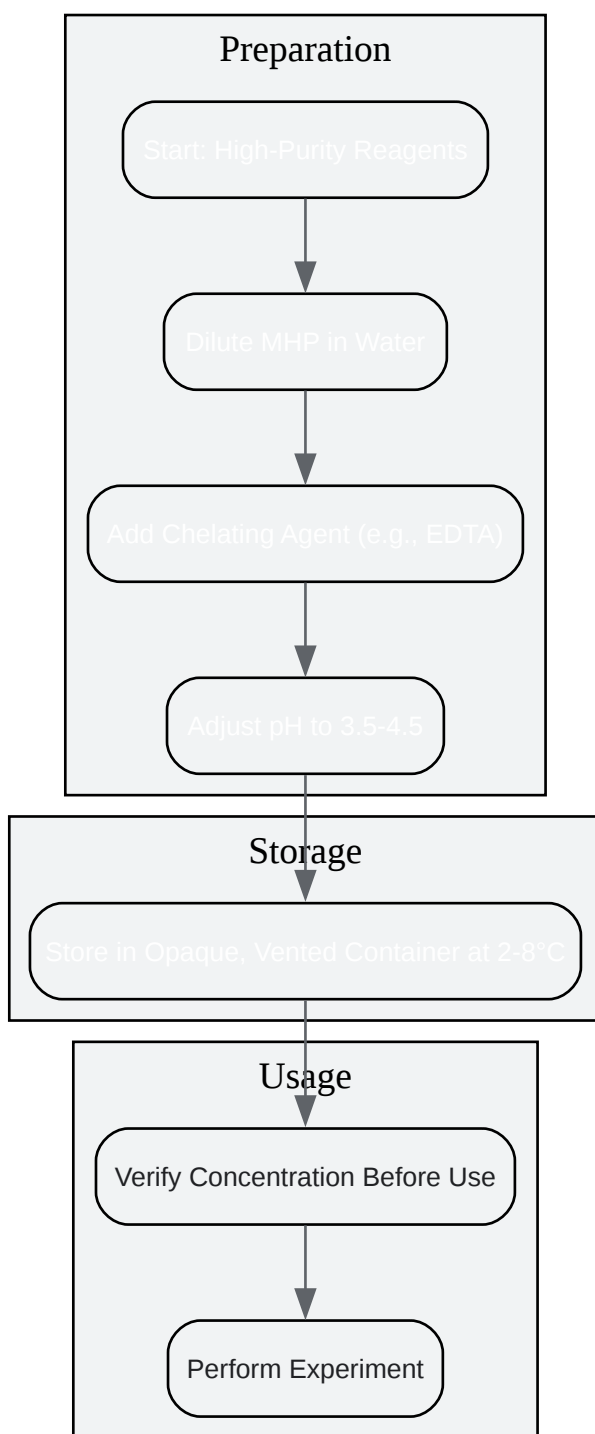 Preparation
Start: High-Purity Reagents
Dilute MHP in Water
Add Chelating Agent (e.g., EDTA)
Adjust pH to 3.5-4.5
Storage
Store in Opaque, Vented Container at 2-8°C
Usage
Verify Concentration Before Use
Perform Experiment